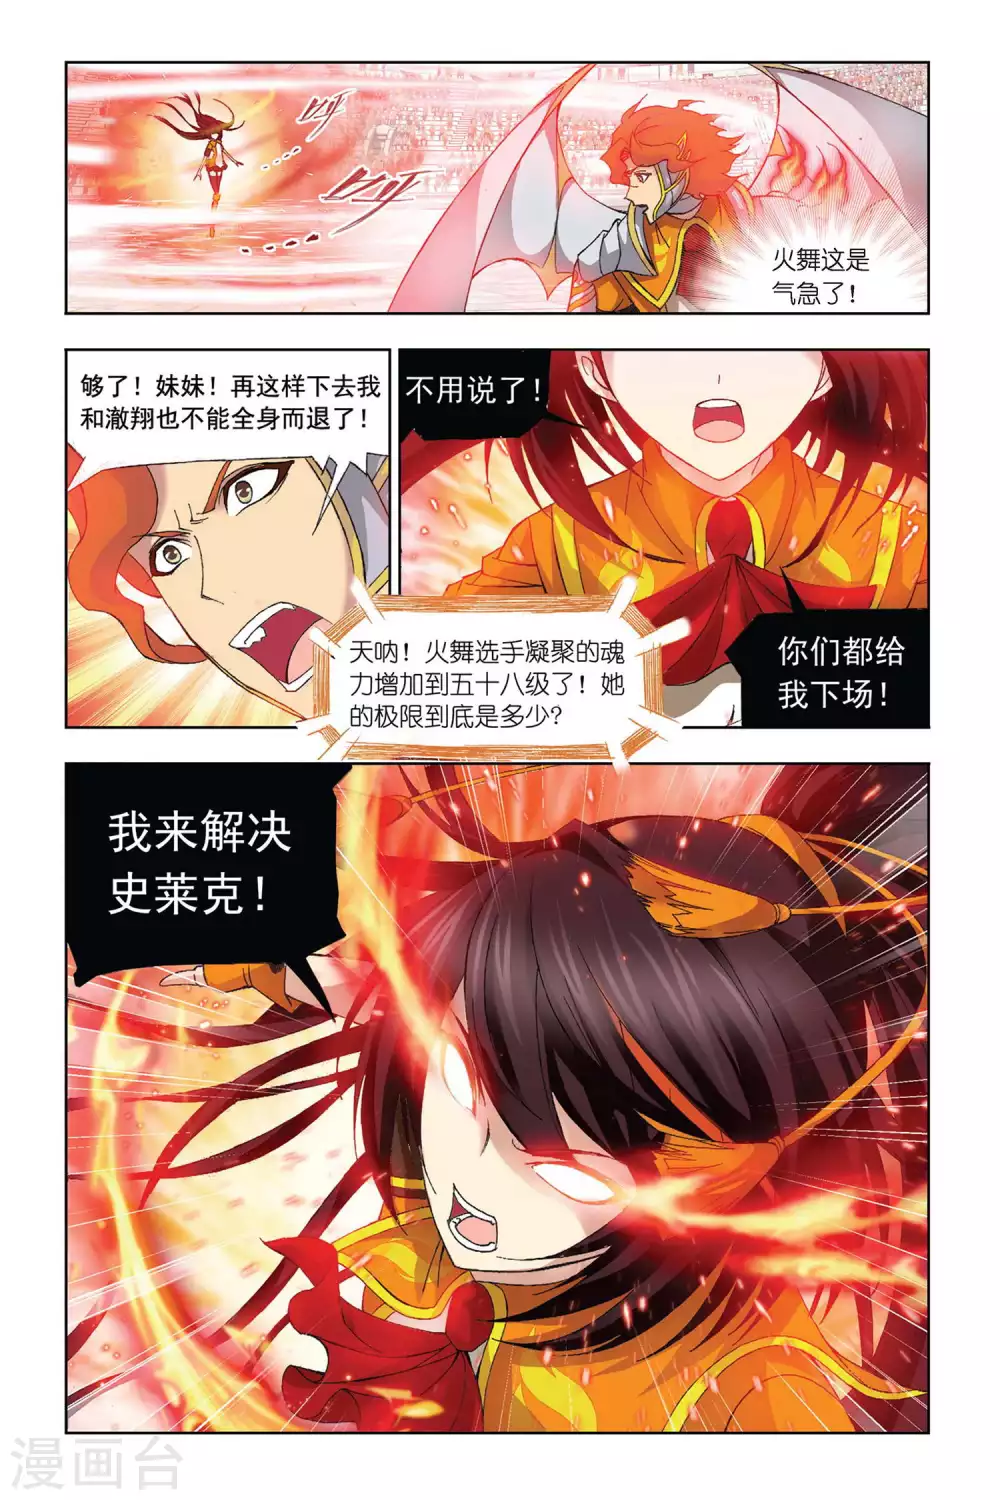 呼
呼
火舞这是
气急了！
够了！妹妹！再这样下去我
和澈翔也不能全身而退了！
不用说了！
你们都给
我下场！
天呐！火舞选手凝聚的魂
力增加到五十八级了！她
的极限到底是多少？
我来解决
史莱克！
漫画台